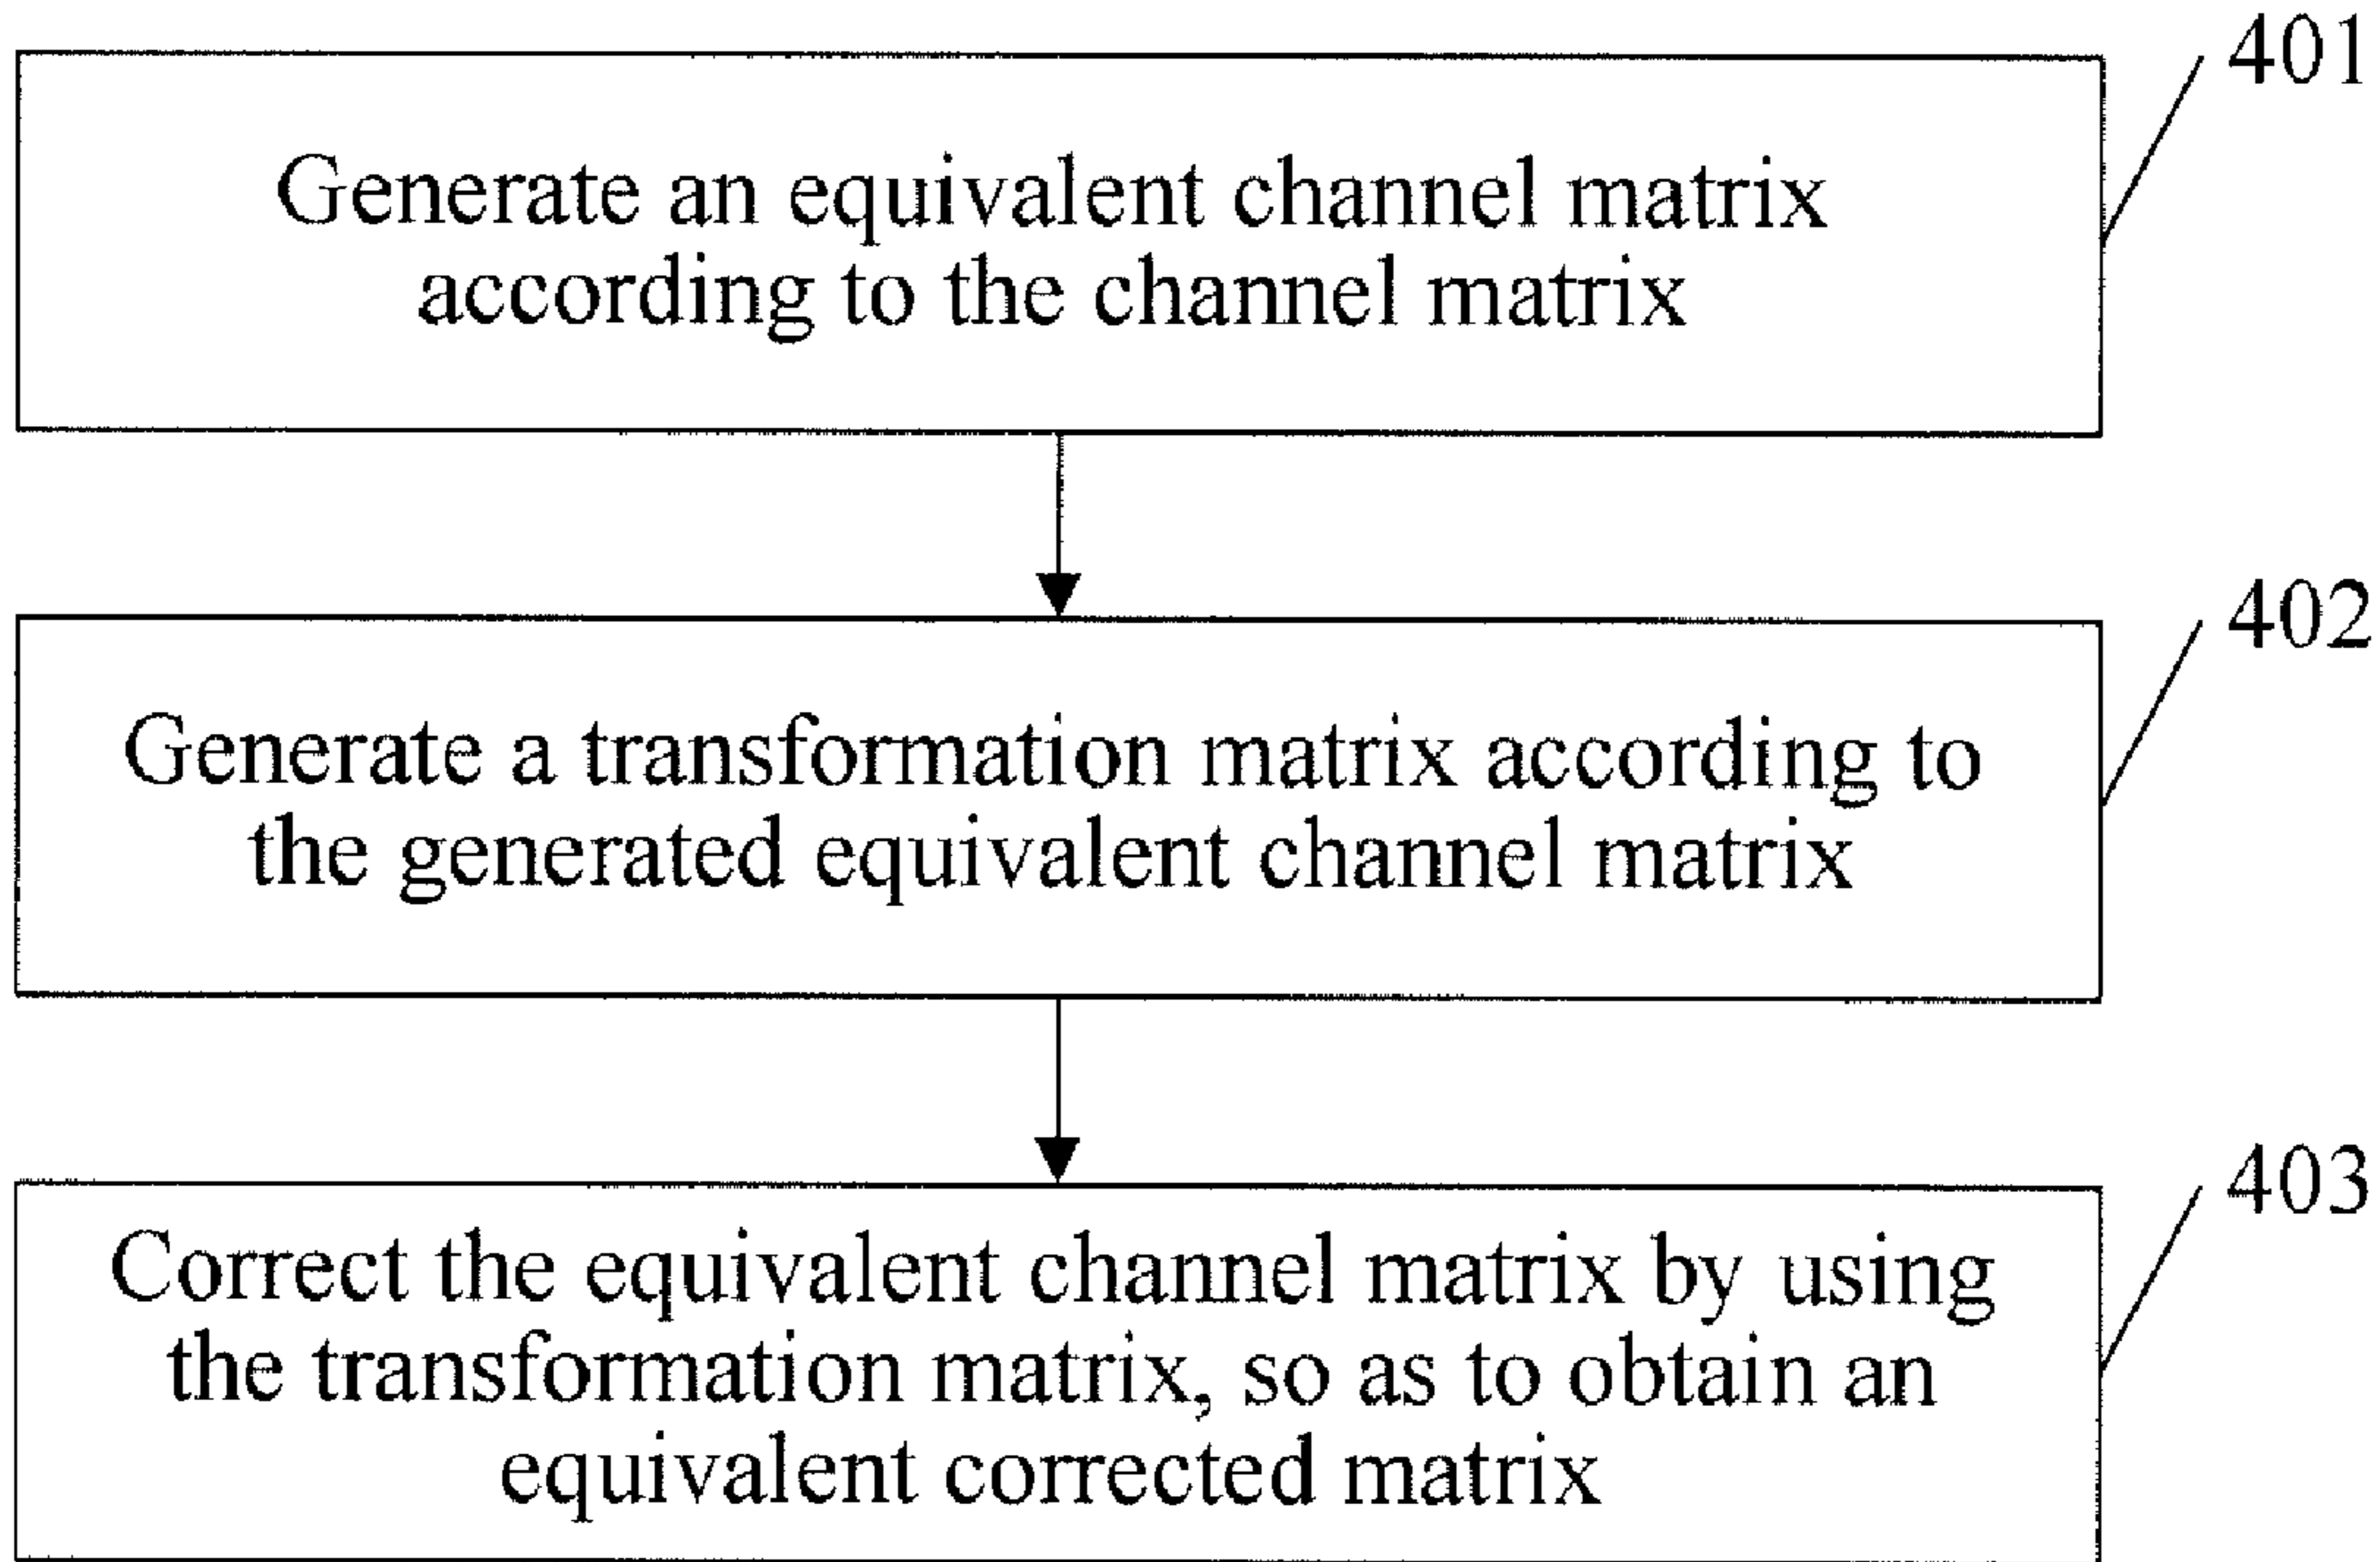 401
Generate an equivalent channel matrix
according to the channel matrix
402
Generate a transformation matrix according to
the generated equivalent channel matrix
403
Correct the equivalent channel matrix by using
the transformation matrix, so as to obtain an
equivalent corrected matrix